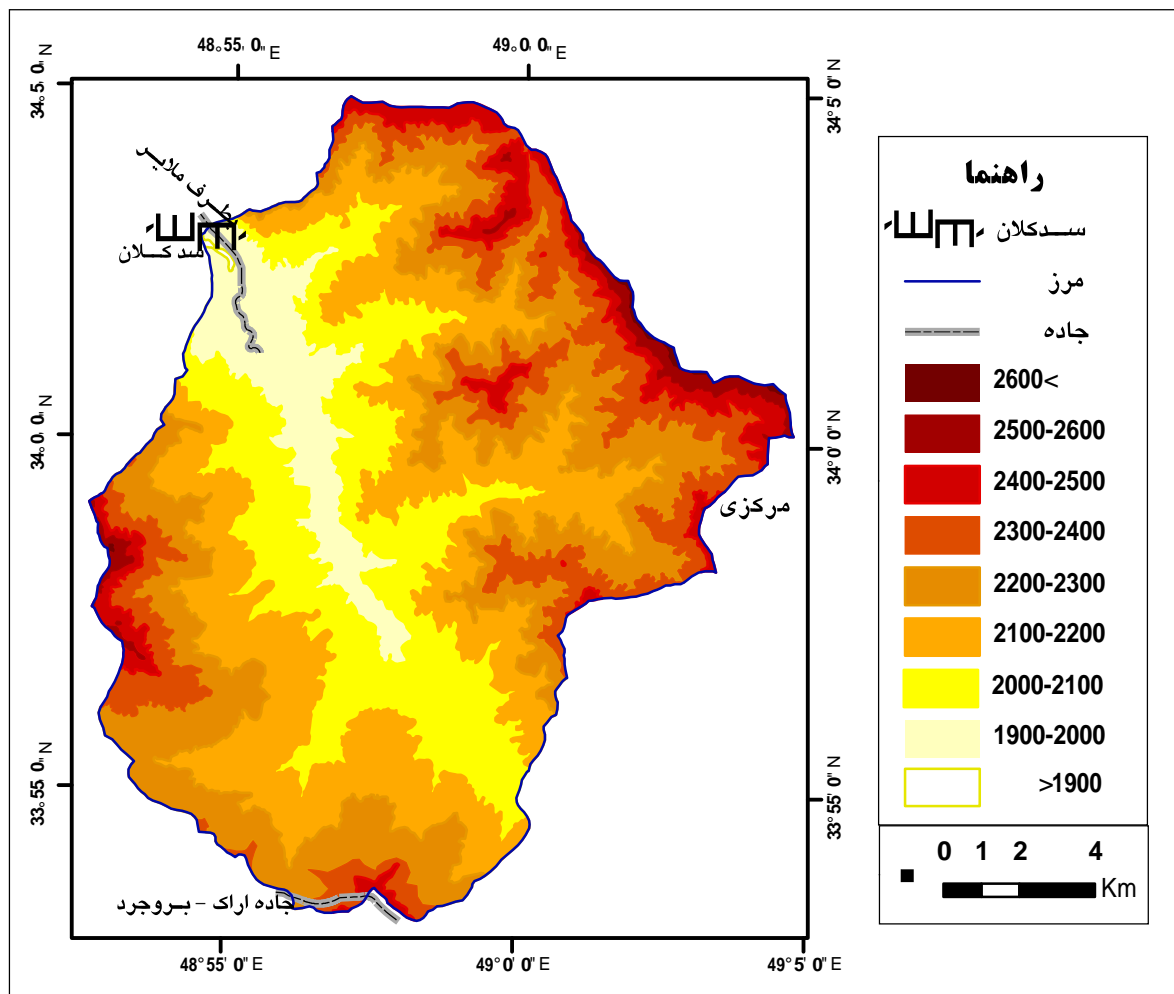 48°55'0"E
49°0'0"E
34°5'0"N
34°5'0"N
بطرف ملایر
سد کلان
34°0'0"N
34°0'0"N
مرکزی
33°55'0"N
33°55'0"N
جاده اراک - بروجرد
48°55'0"E
49°0'0"E
49°5'0"E
راهنما
سدکلان
مرز
جاده
2600<
2500-2600
2400-2500
2300-2400
2200-2300
2100-2200
2000-2100
1900-2000
>1900
0 1 2 4
Km